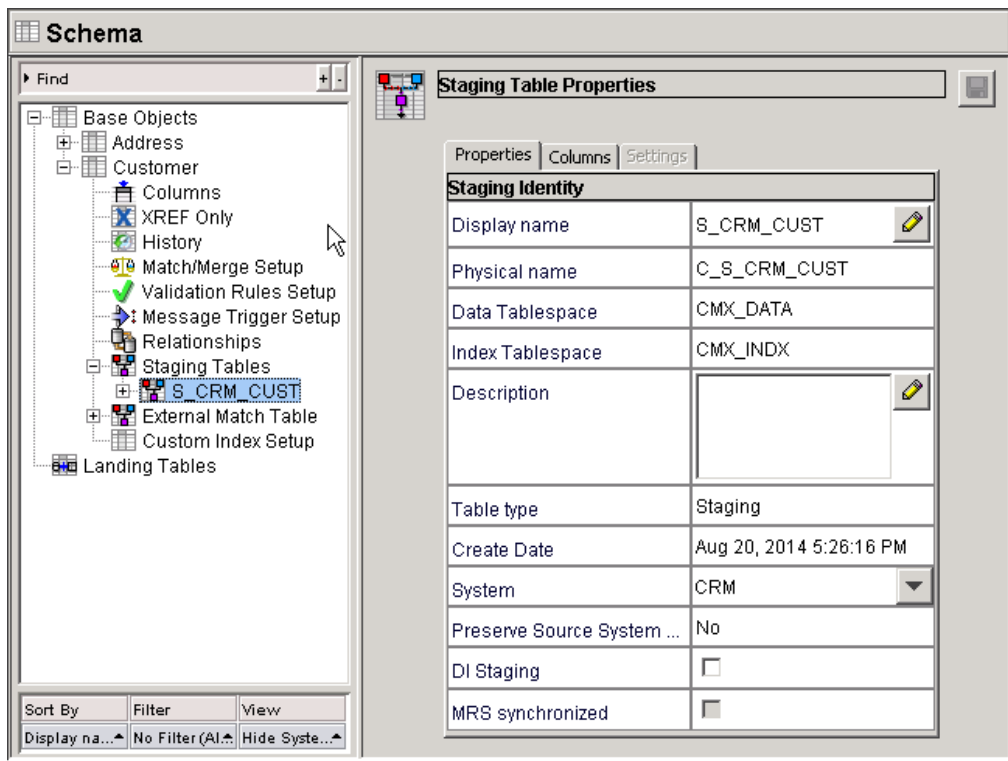 Schema
Find
+ -
Base Objects
Address
Customer
Columns
XREF Only
History
Match/Merge Setup
Validation Rules Setup
Message Trigger Setup
Relationships
Staging Tables
S_CRM_CUST
External Match Table
Custom Index Setup
Landing Tables
Sort By Filter View
Display na... No Filter (Al... Hide Syste...
Staging Table Properties
Properties Columns Settings
Staging Identity
Display name S_CRM_CUST
Physical name C_S_CRM_CUST
Data Tablespace CMX_DATA
Index Tablespace CMX_INDX
Description
Table type Staging
Create Date Aug 20, 2014 5:26:16 PM
System CRM
Preserve Source System ... No
DI Staging
MRS synchronized